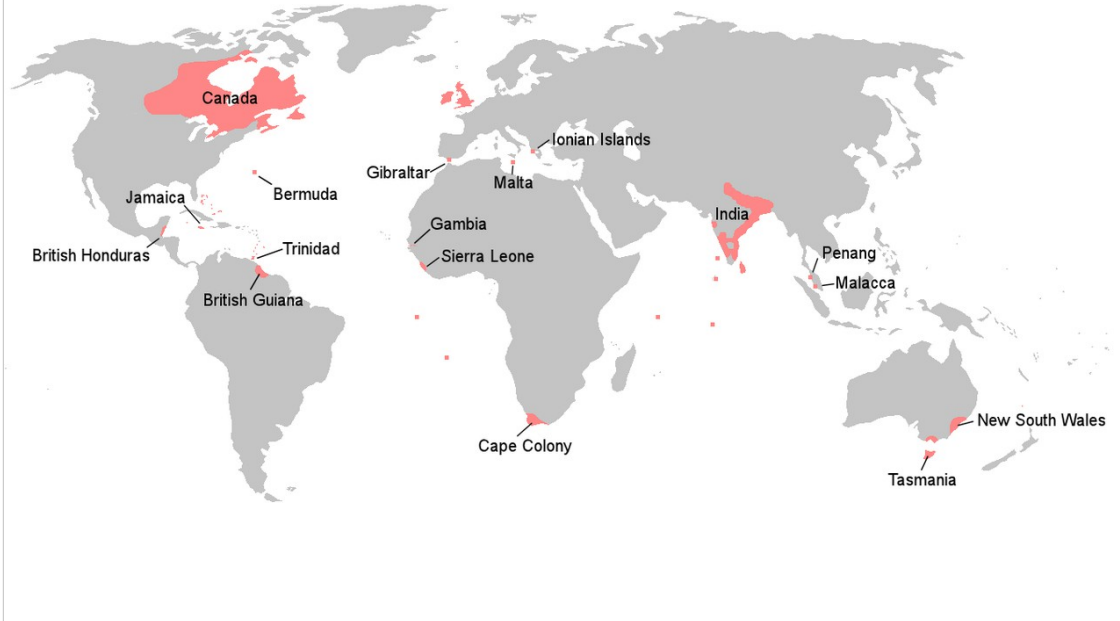 Canada
Ionian Islands
Gibraltar
Malta
Bermuda
Jamaica
India
Gambia
British Honduras
Trinidad
Sierra Leone
Penang
Malacca
British Guiana
New South Wales
Cape Colony
Tasmania